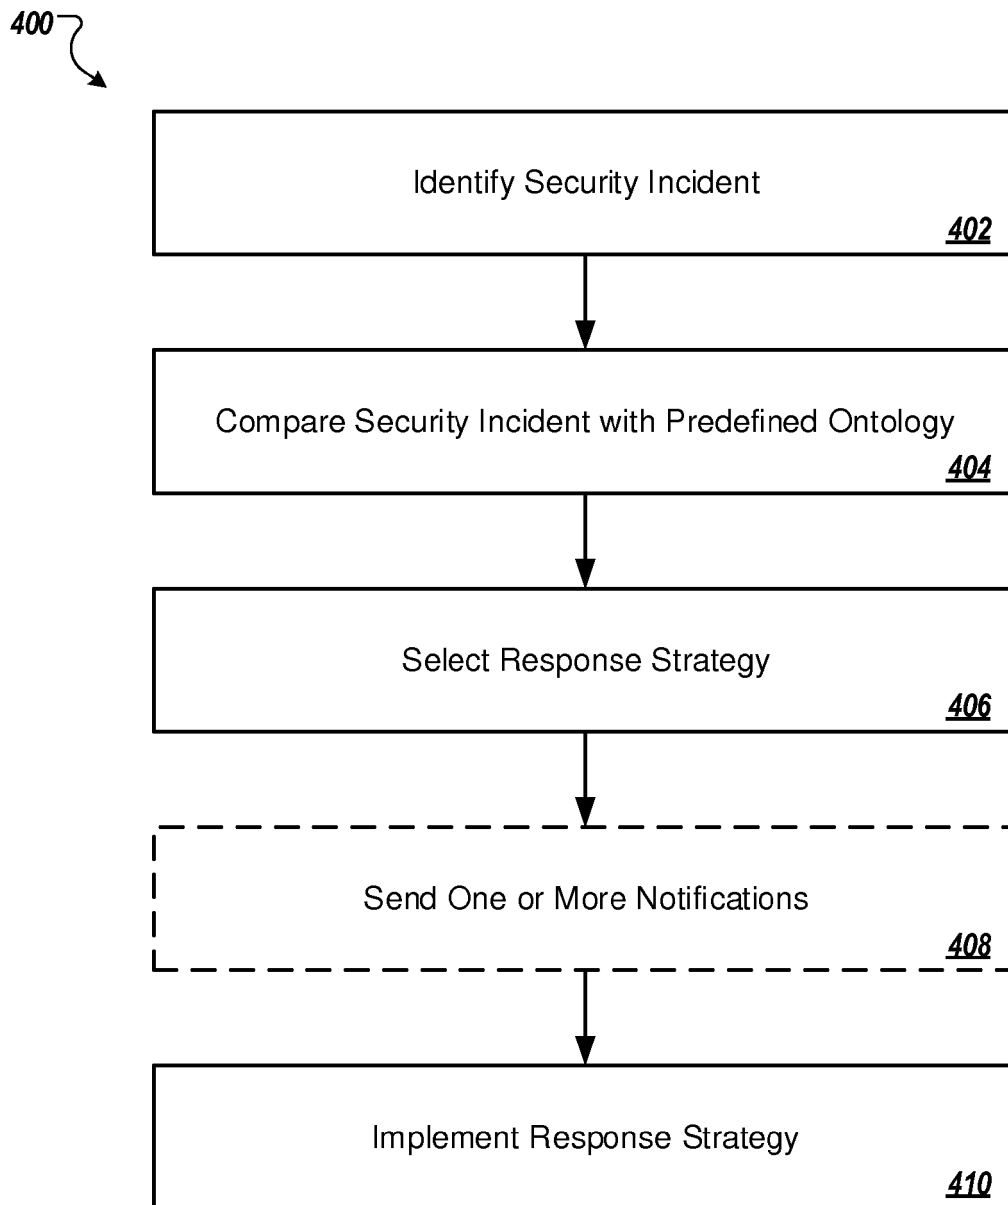 400
Identify Security Incident
402
Compare Security Incident with Predefined Ontology
404
Select Response Strategy
406
Send One or More Notifications
408
Implement Response Strategy
410